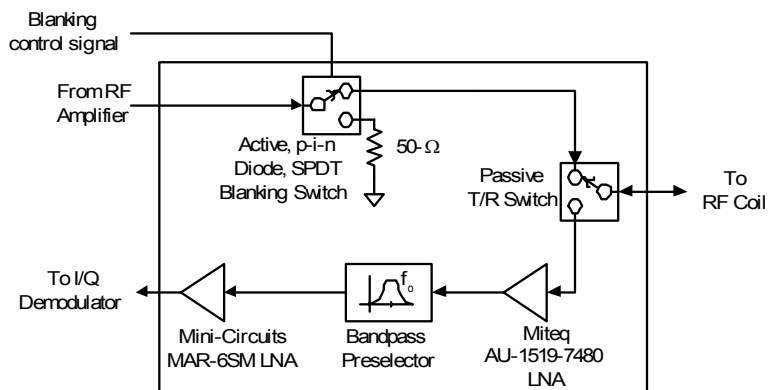 Blanking
control signal
From RF
Amplifier
Active, p-i-n
Diode, SPDT
Blanking Switch
50-Ω
Passive
T/R Switch
To
RF Coil
To I/Q
Demodulator
Mini-Circuits
MAR-6SM LNA
fo
Bandpass
Preselector
Miteq
AU-1519-7480
LNA